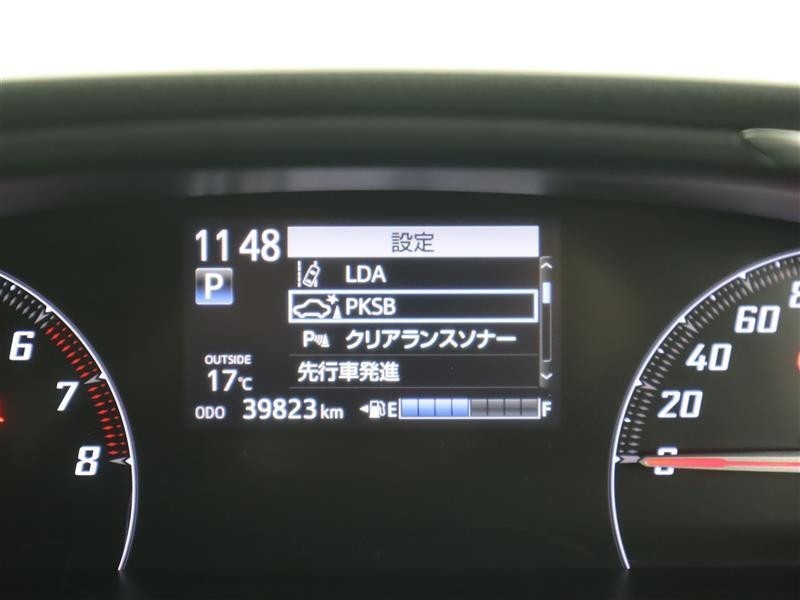 11 48
設定
LDA
P
PKSB
P クリアランスソナー
先行車発進
OUTSIDE
17℃
ODO 39823 km
E F
6
7
8
0
20
40
60